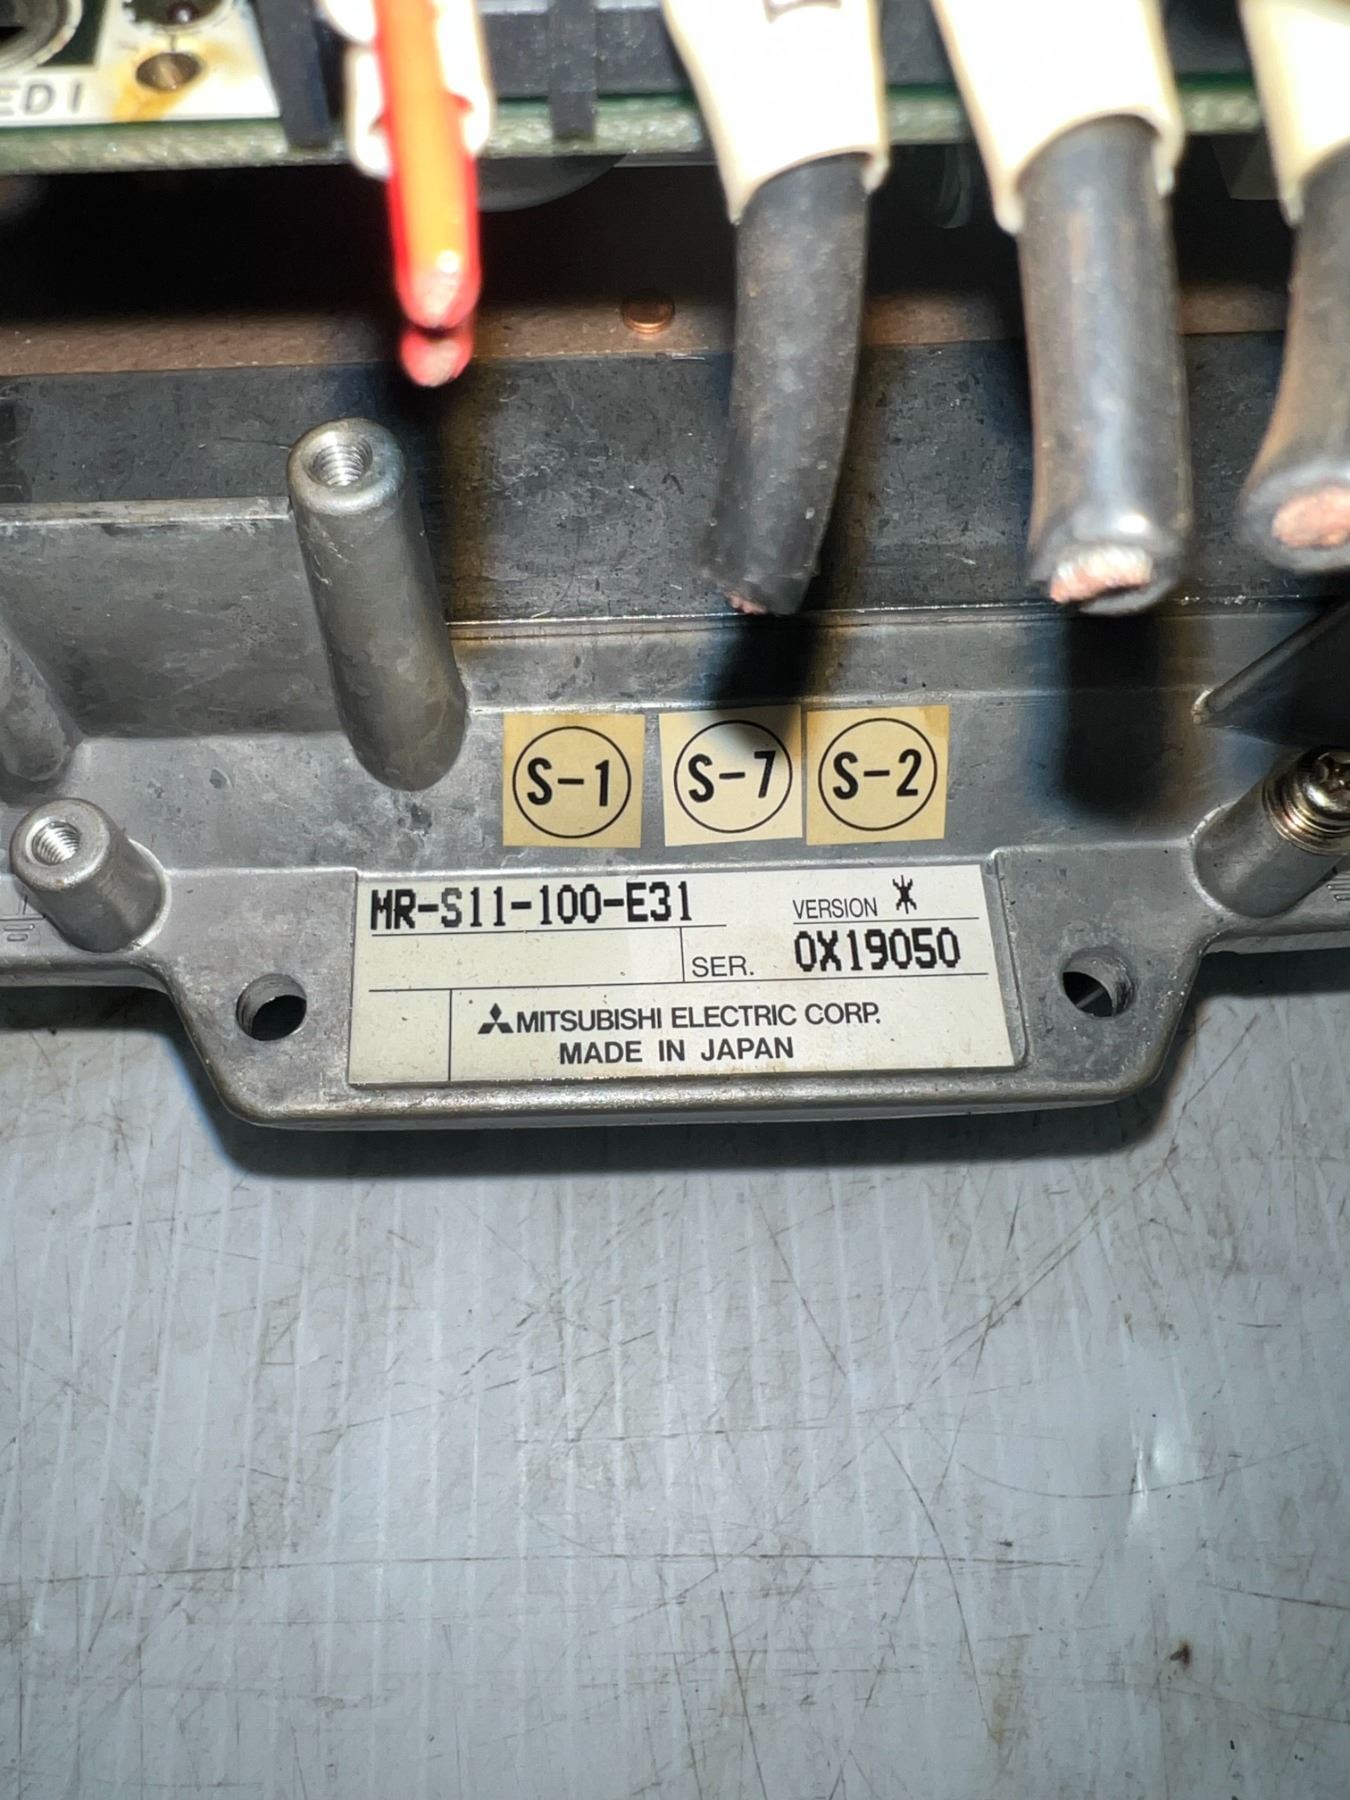 EDI
S-1 S-7 S-2
MR-S11-100-E31
VERSION
SER. 0X19050
MITSUBISHI ELECTRIC CORP.
MADE IN JAPAN